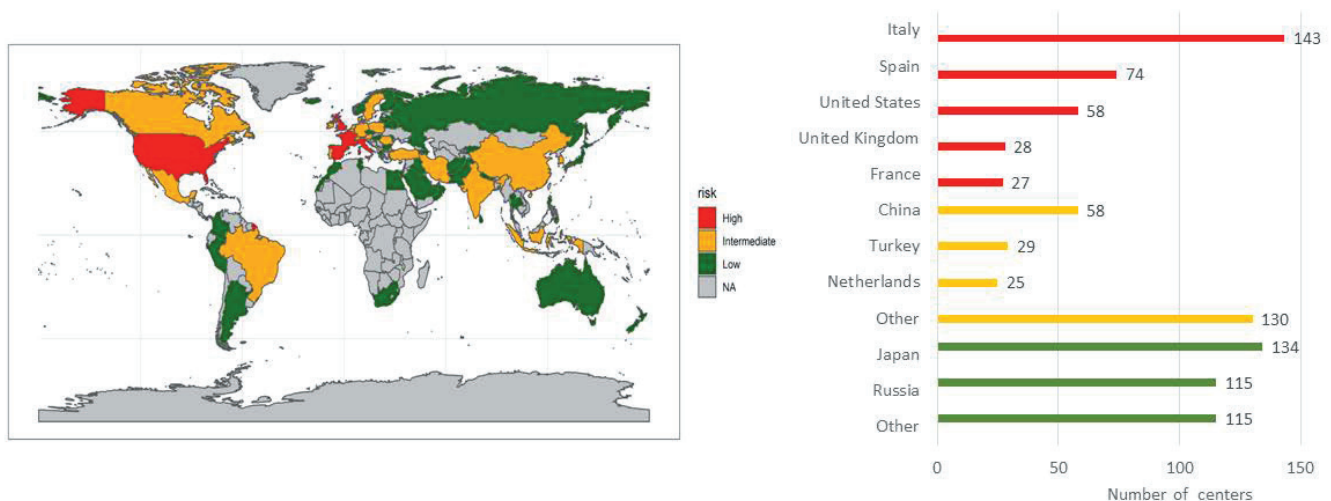 risk
High
Intermediate
Low
NA
Italy 143
Spain 74
United States 58
United Kingdom 28
France 27
China 58
Turkey 29
Netherlands 25
Other 130
Japan 134
Russia 115
Other 115
0 50 100 150
Number of centers